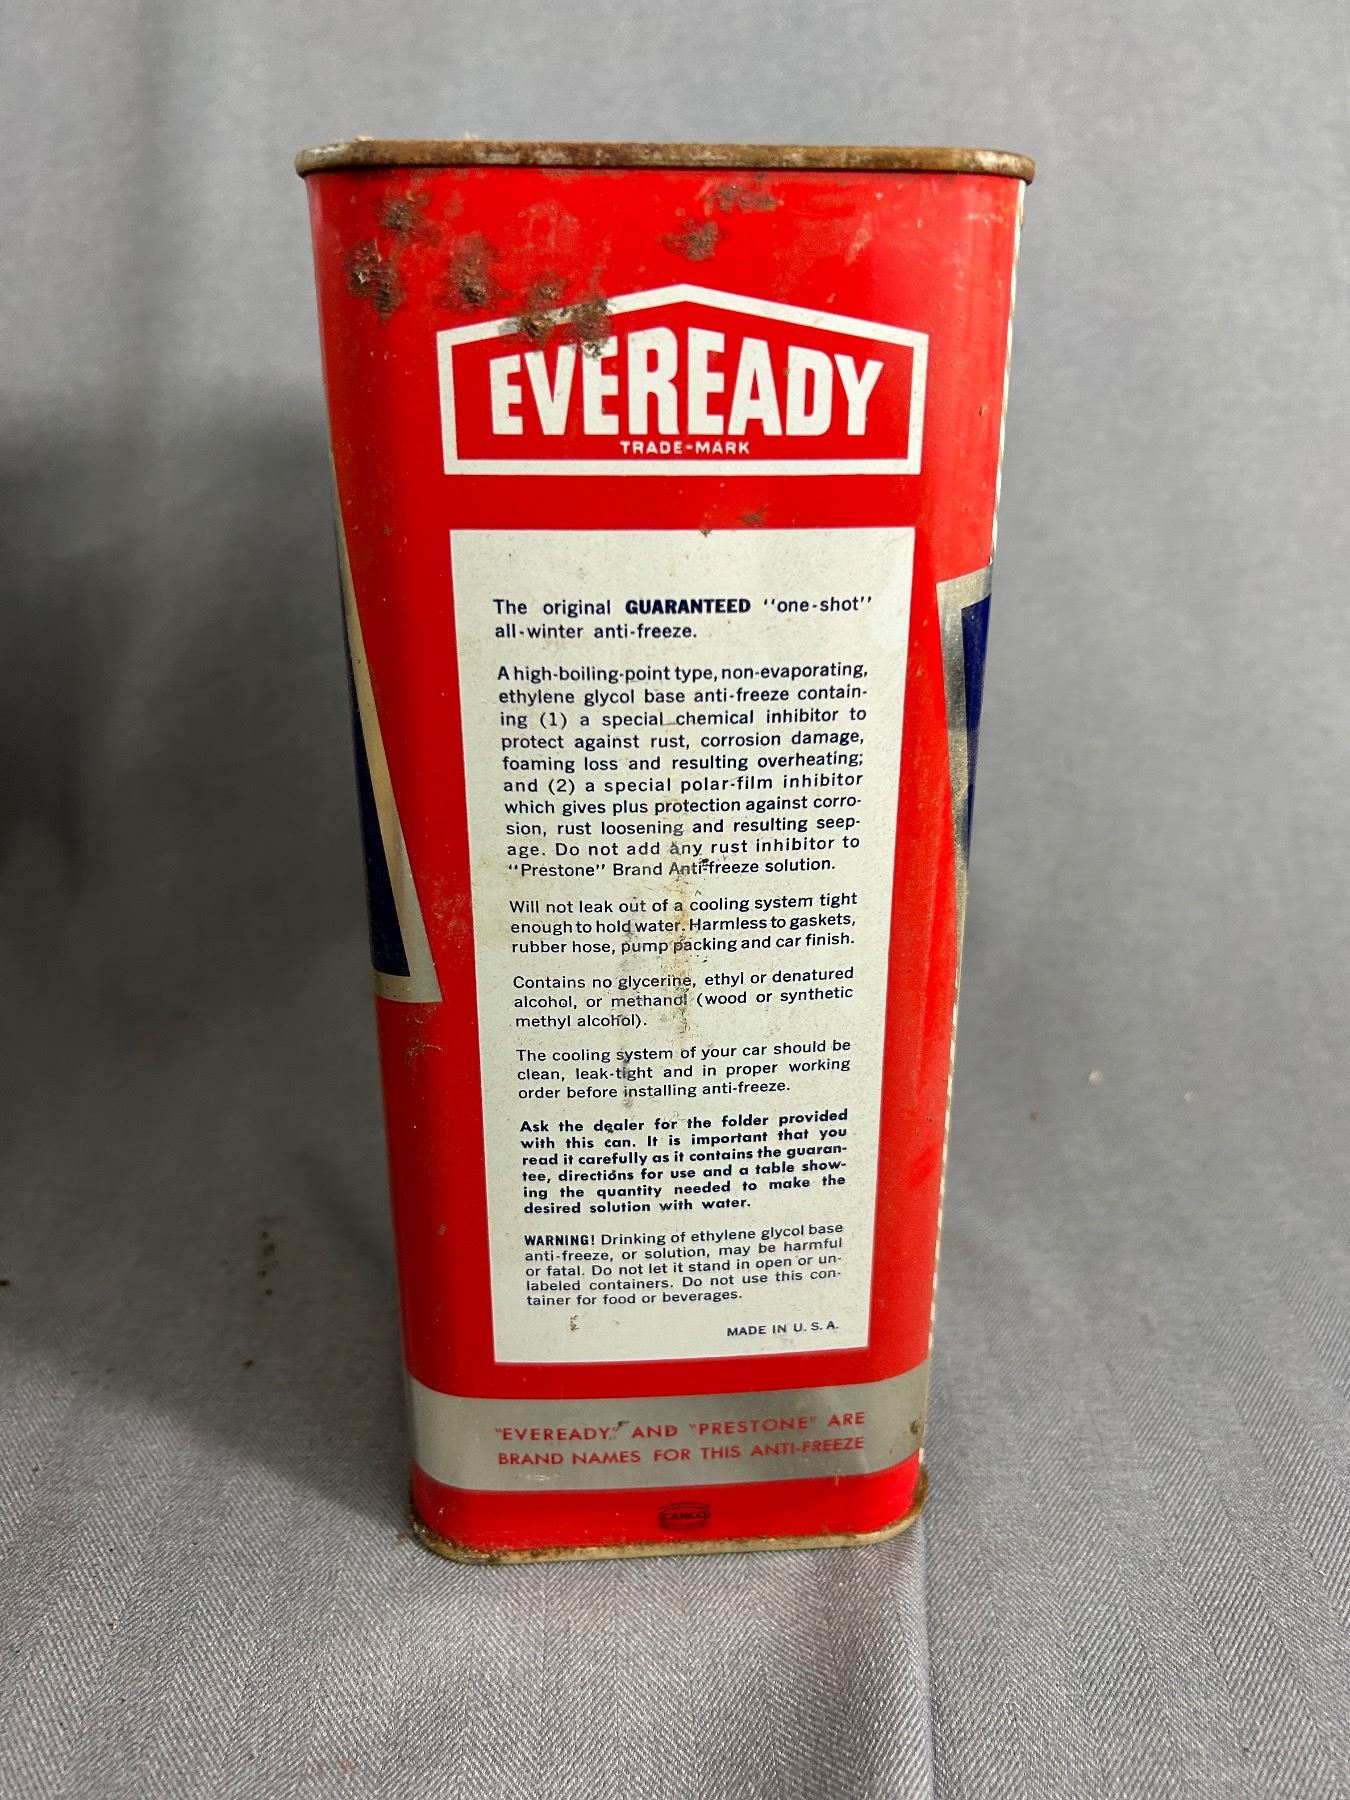 EVEREADY
TRADE-MARK
The original GUARANTEED "one-shot"
all-winter anti-freeze.
A high-boiling-point type, non-evaporating,
ethylene glycol base anti-freeze contain-
ing (1) a special chemical inhibitor to
protect against rust, corrosion damage,
foaming loss and resulting overheating;
and (2) a special polar-film inhibitor
which gives plus protection against corro-
sion, rust loosening and resulting seep-
age. Do not add any rust inhibitor to
"Prestone" Brand Anti-freeze solution.
Will not leak out of a cooling system tight
enough to hold water. Harmless to gaskets,
rubber hose, pump packing and car finish.
Contains no glycerine, ethyl or denatured
alcohol, or methanol (wood or synthetic
methyl alcohol).
The cooling system of your car should be
clean, leak-tight and in proper working
order before installing anti-freeze.
Ask the dealer for the folder provided
with this can. It is important that you
read it carefully as it contains the guaran-
tee, directions for use and a table show-
ing the quantity needed to make the
desired solution with water.
WARNING! Drinking of ethylene glycol base
anti-freeze, or solution, may be harmful
or fatal. Do not let it stand in open or un-
labeled containers. Do not use this con-
tainer for food or beverages.
MADE IN U. S. A.
"EVEREADY" AND "PRESTONE" ARE
BRAND NAMES FOR THIS ANTI-FREEZE
CANCO